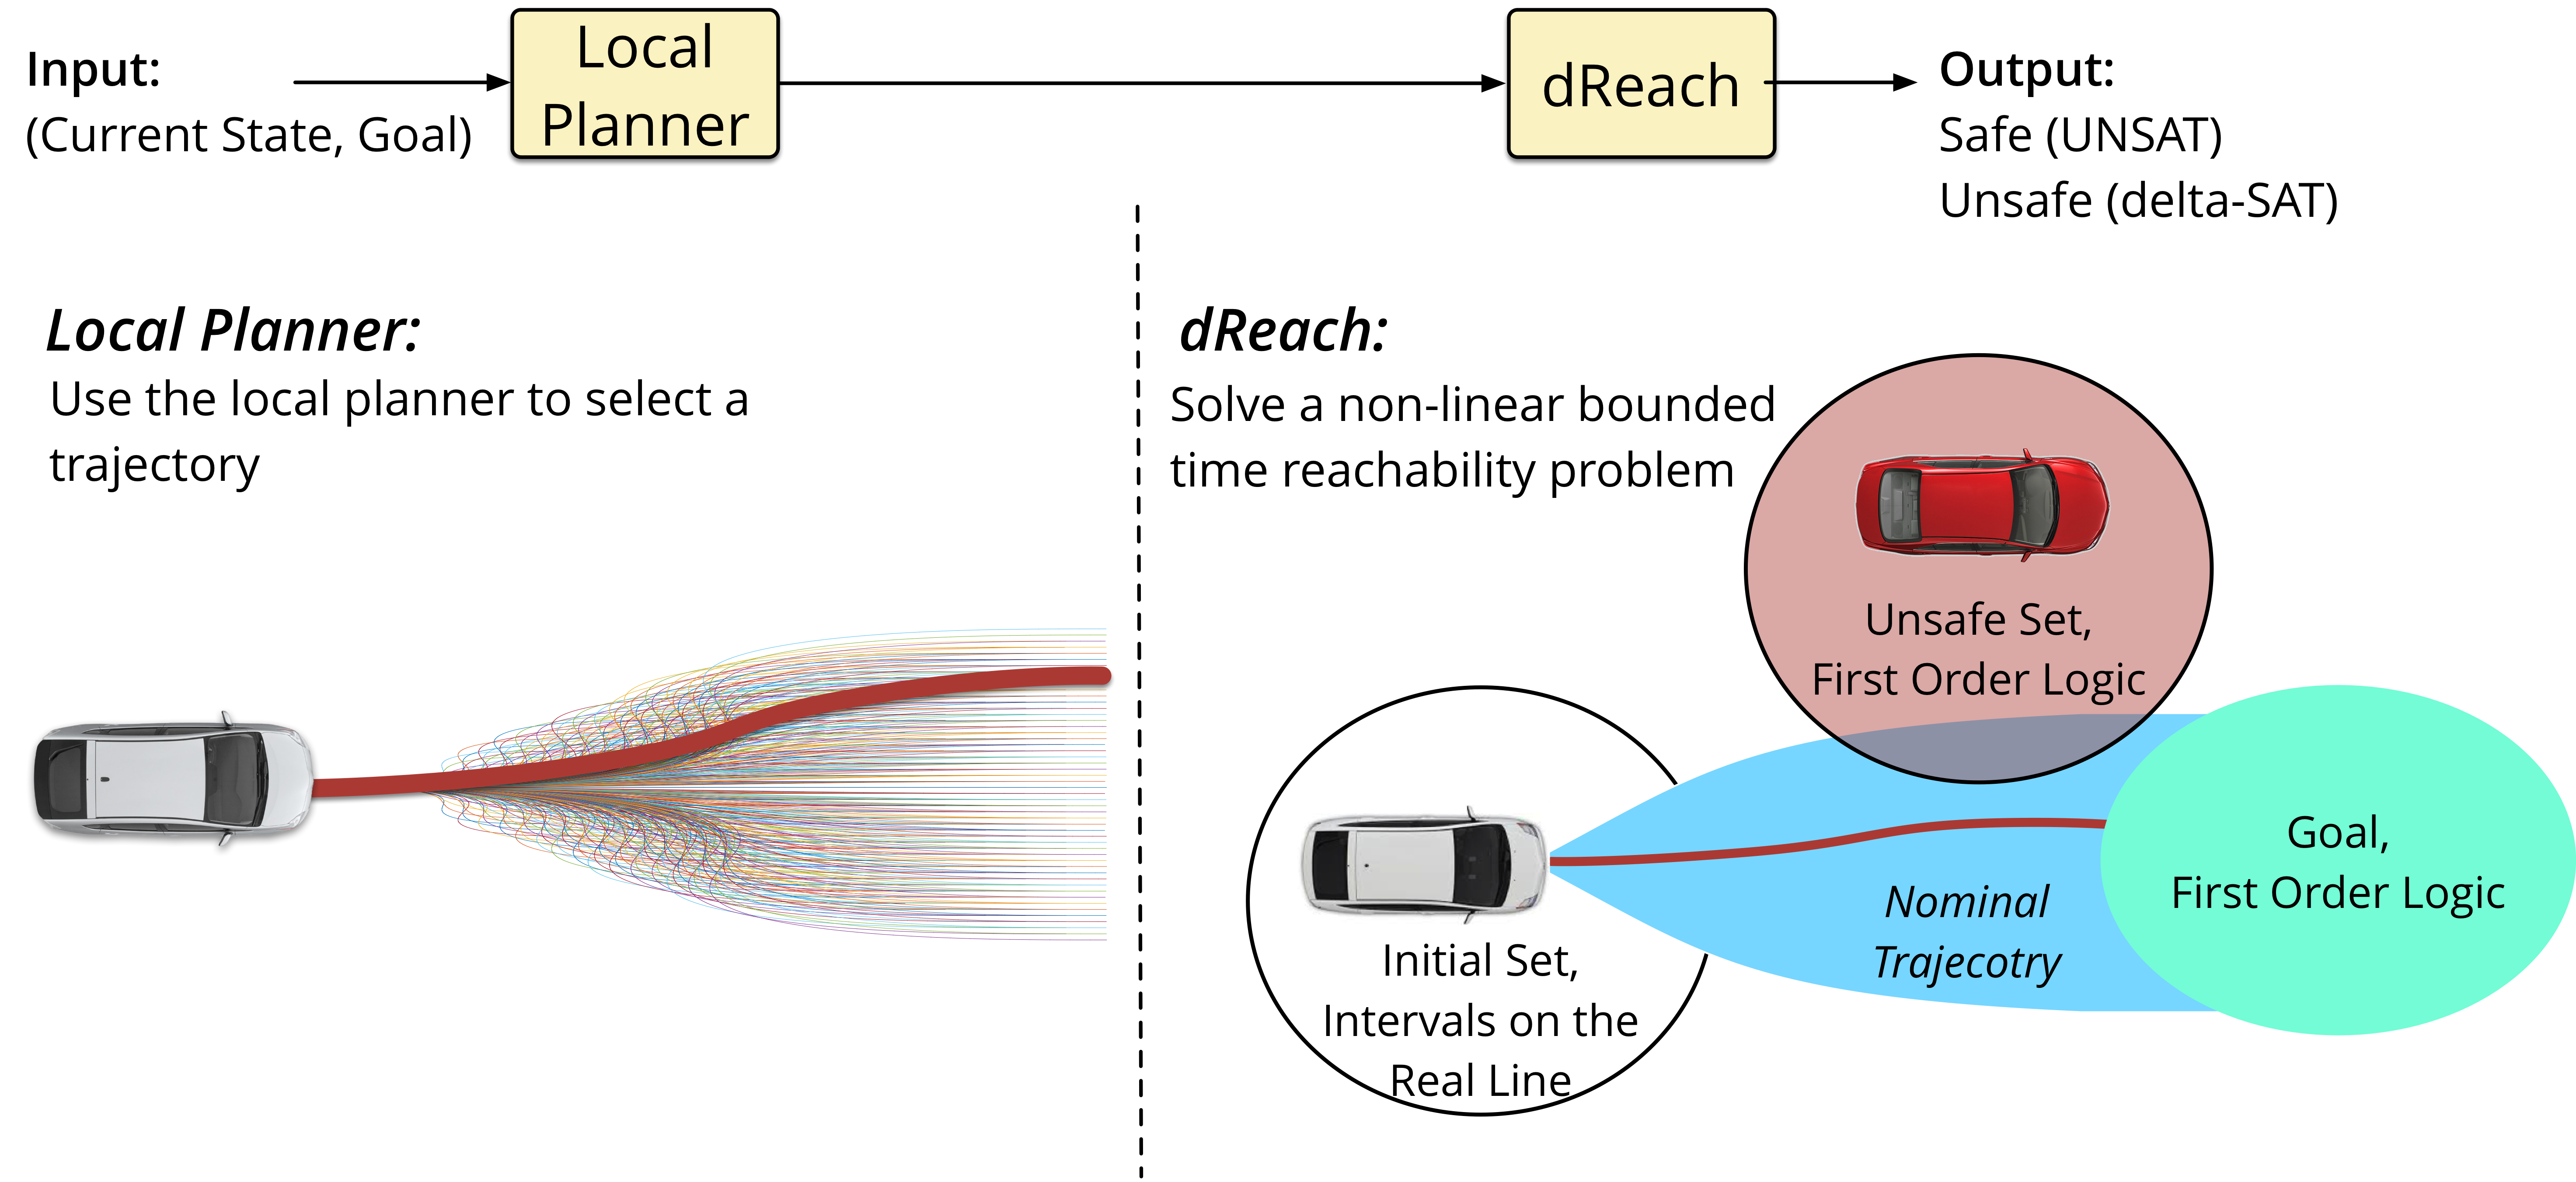 Input:
(Current State, Goal)
Local
Planner
dReach
Output:
Safe (UNSAT)
Unsafe (delta-SAT)
Local Planner:
Use the local planner to select a
trajectory
dReach:
Solve a non-linear bounded
time reachability problem
Unsafe Set,
First Order Logic
Initial Set,
Intervals on the
Real Line
Nominal
Trajecotry
Goal,
First Order Logic